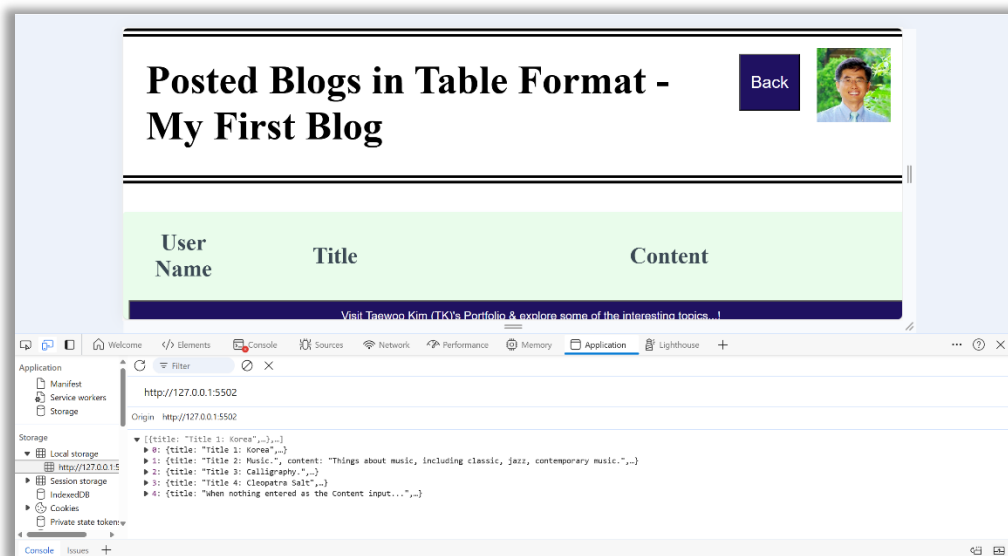 Posted Blogs in Table Format -
My First Blog
Back
User
Name
Title
Content
Visit Taewoo Kim (TK)'s Portfolio & explore some of the interesting topics...!
Welcome
Elements
Console
Sources
Network
Performance
Memory
Application
Lighthouse
Application
Manifest
Service workers
Storage
Storage
Local storage
http://127.0.0.1:5
Session storage
IndexedDB
Cookies
Private state token:
Filter
http://127.0.0.1:5502
Origin http://127.0.0.1:5502
[{title: "Title 1: Korea",…},…]
0: {title: "Title 1: Korea",…}
1: {title: "Title 2: Music.", content: "Things about music, including classic, jazz, contemporary music.",…}
2: {title: "Title 3: Calligraphy.",…}
3: {title: "Title 4: Cleopatra Salt",…}
4: {title: "When nothing entered as the Content input...",…}
Console
Issues